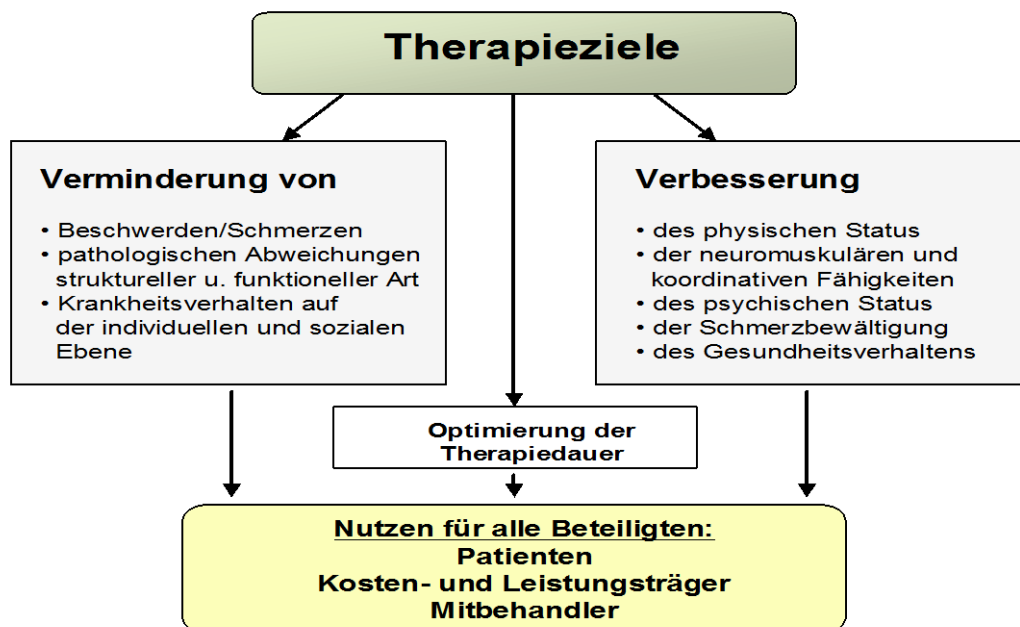 Therapieziele
Verminderung von
• Beschwerden/Schmerzen
• pathologischen Abweichungen
struktureller u. funktioneller Art
• Krankheitsverhalten auf
der individuellen und sozialen
Ebene
Verbesserung
• des physischen Status
• der neuromuskulären und
koordinativen Fähigkeiten
• des psychischen Status
• der Schmerzbewältigung
• des Gesundheitsverhaltens
Optimierung der
Therapiedauer
Nutzen für alle Beteiligten:
Patienten
Kosten- und Leistungsträger
Mitbehandler